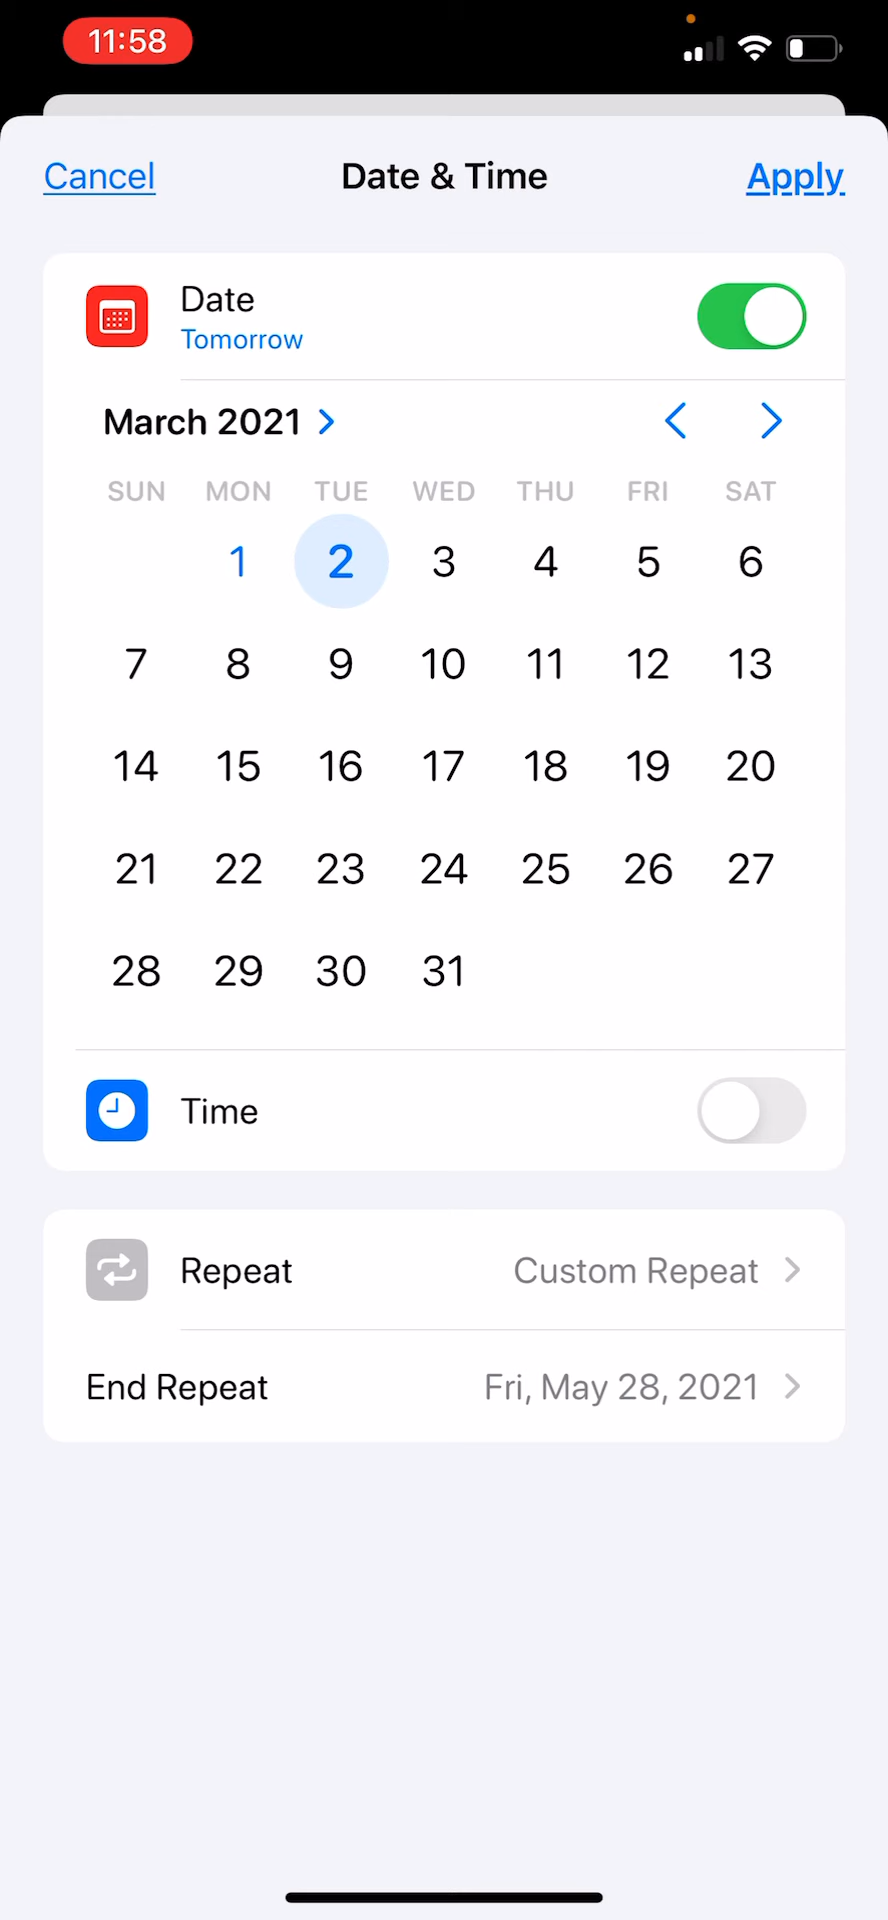 11:58
Cancel Date & Time Apply
Date
Tomorrow
March 2021
SUN MON TUE WED THU FRI SAT
1 2 3 4 5 6
7 8 9 10 11 12 13
14 15 16 17 18 19 20
21 22 23 24 25 26 27
28 29 30 31
Time
Repeat Custom Repeat
End Repeat Fri, May 28, 2021